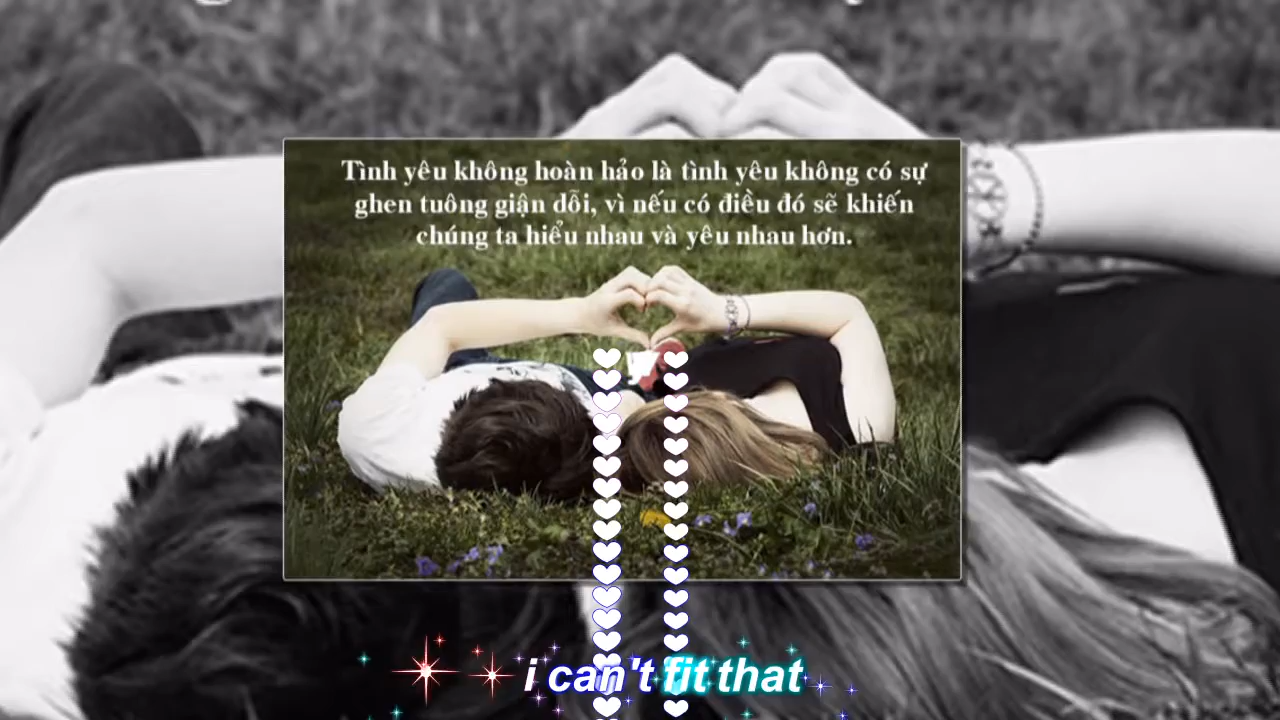 Tình yêu không hoàn hảo là tình yêu không có sự
ghen tuông giận dỗi, vì nếu có điều đó sẽ khiến
chúng ta hiểu nhau và yêu nhau hơn.
i can't fit that